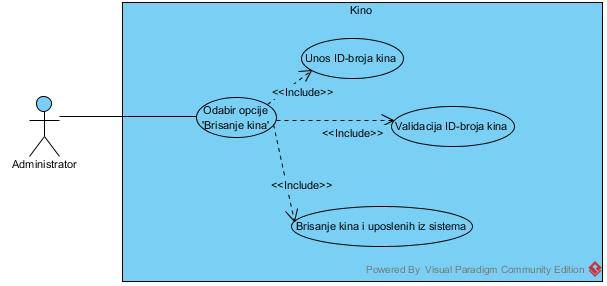 Kino
Unos ID-broja kina
<<Include>>
Odabir opcije
'Brisanje kina'
Validacija ID-broja kina
<<Include>>
Administrator
<<Include>>
Brisanje kina i uposlenih iz sistema
Powered By Visual Paradigm Community Edition